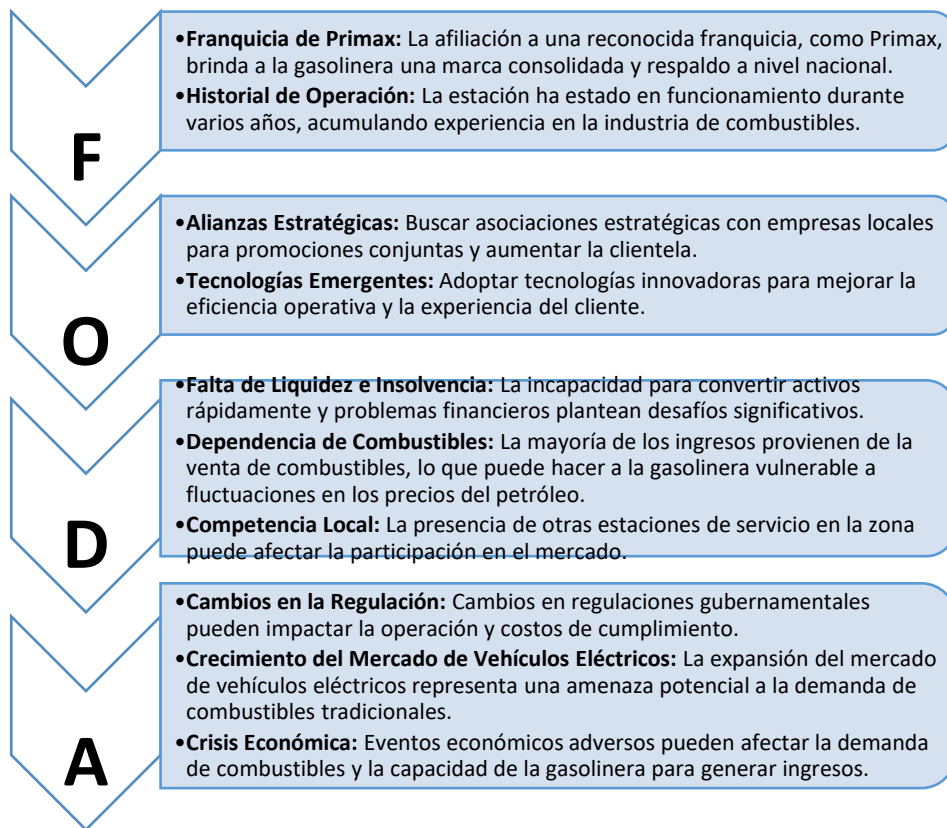 F
•Franquicia de Primax: La afiliación a una reconocida franquicia, como Primax,
brinda a la gasolinera una marca consolidada y respaldo a nivel nacional.
•Historial de Operación: La estación ha estado en funcionamiento durante
varios años, acumulando experiencia en la industria de combustibles.
O
•Alianzas Estratégicas: Buscar asociaciones estratégicas con empresas locales
para promociones conjuntas y aumentar la clientela.
•Tecnologías Emergentes: Adoptar tecnologías innovadoras para mejorar la
eficiencia operativa y la experiencia del cliente.
D
•Falta de Liquidez e Insolvencia: La incapacidad para convertir activos
rápidamente y problemas financieros plantean desafíos significativos.
•Dependencia de Combustibles: La mayoría de los ingresos provienen de la
venta de combustibles, lo que puede hacer a la gasolinera vulnerable a
fluctuaciones en los precios del petróleo.
•Competencia Local: La presencia de otras estaciones de servicio en la zona
puede afectar la participación en el mercado.
A
•Cambios en la Regulación: Cambios en regulaciones gubernamentales
pueden impactar la operación y costos de cumplimiento.
•Crecimiento del Mercado de Vehículos Eléctricos: La expansión del mercado
de vehículos eléctricos representa una amenaza potencial a la demanda de
combustibles tradicionales.
•Crisis Económica: Eventos económicos adversos pueden afectar la demanda
de combustibles y la capacidad de la gasolinera para generar ingresos.